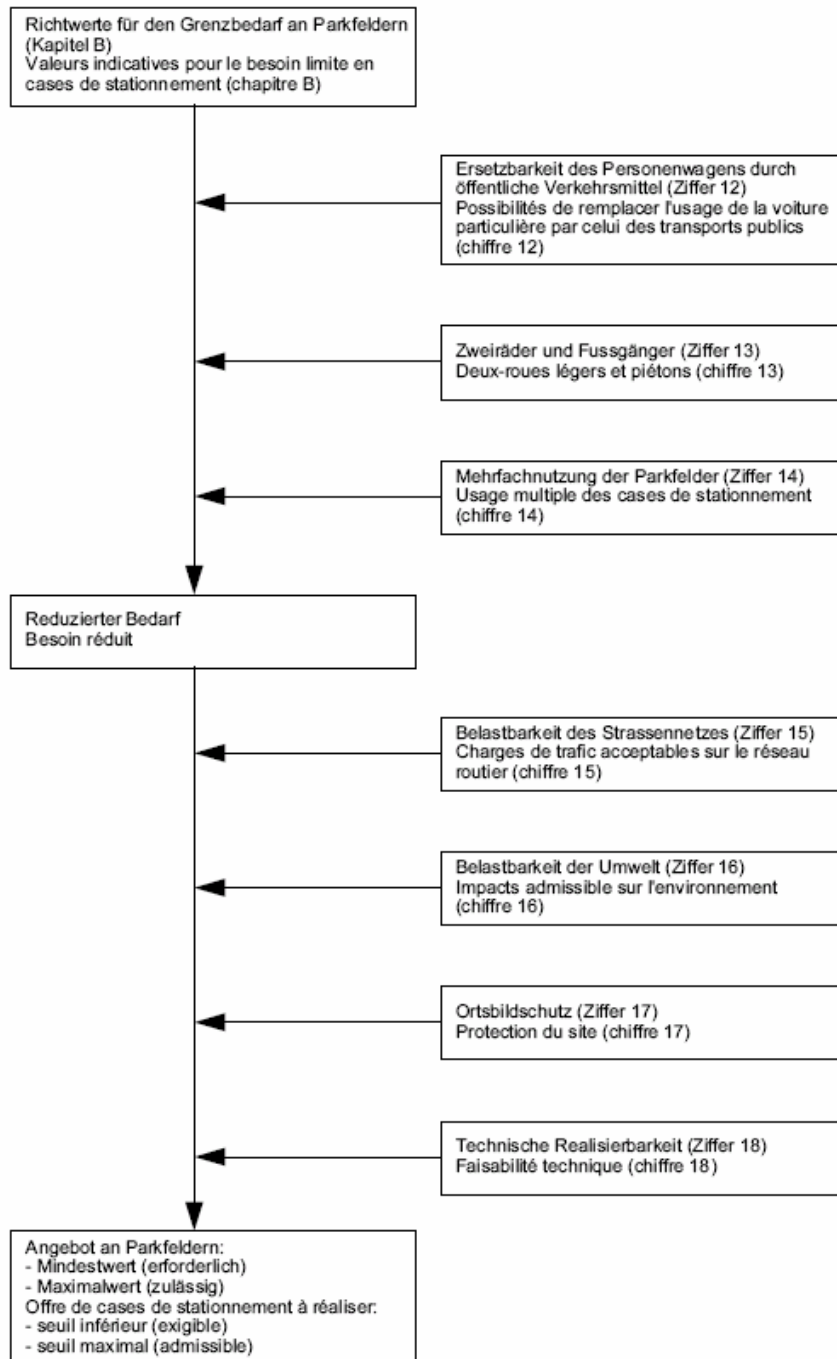 Richtwerte für den Grenzbedarf an Parkfeldern
(Kapitel B)
Valeurs indicatives pour le besoin limite en
cases de stationnement (chapitre B)
Ersetzbarkeit des Personenwagens durch
öffentliche Verkehrsmittel (Ziffer 12)
Possibilités de remplacer l'usage de la voiture
particulière par celui des transports publics
(chiffre 12)
Zweiräder und Fussgänger (Ziffer 13)
Deux-roues légers et piétons (chiffre 13)
Mehrfachnutzung der Parkfelder (Ziffer 14)
Usage multiple des cases de stationnement
(chiffre 14)
Reduzierter Bedarf
Besoin réduit
Belastbarkeit des Strassennetzes (Ziffer 15)
Charges de trafic acceptables sur le réseau
routier (chiffre 15)
Belastbarkeit der Umwelt (Ziffer 16)
Impacts admissible sur l'environnement
(chiffre 16)
Ortsbildschutz (Ziffer 17)
Protection du site (chiffre 17)
Technische Realisierbarkeit (Ziffer 18)
Faisabilité technique (chiffre 18)
Angebot an Parkfeldern:
- Mindestwert (erforderlich)
- Maximalwert (zulässig)
Offre de cases de stationnement à réaliser:
- seuil inférieur (exigible)
- seuil maximal (admissible)